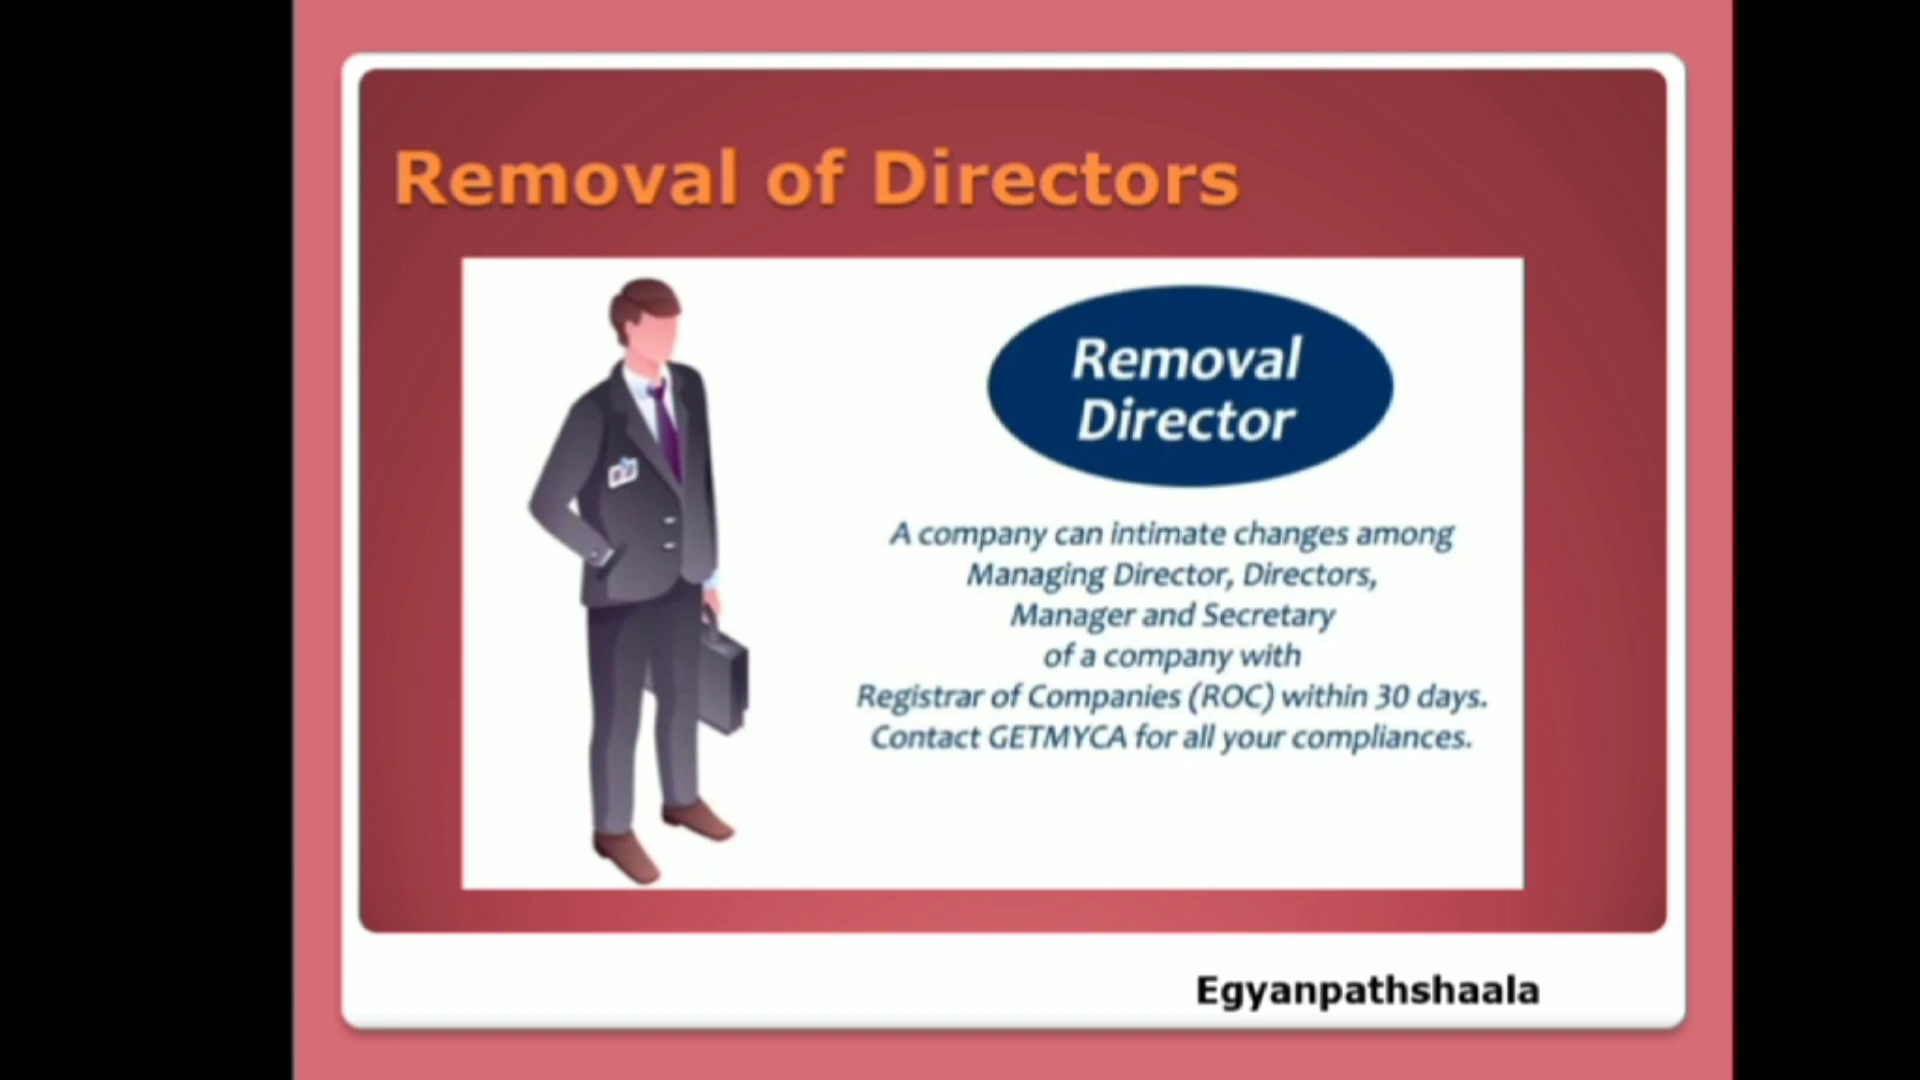 Removal of Directors
Removal
Director
A company can intimate changes among
Managing Director, Directors,
Manager and Secretary
of a company with
Registrar of Companies (ROC) within 30 days.
Contact GETMYCA for all your compliances.
Egyanpathshaala